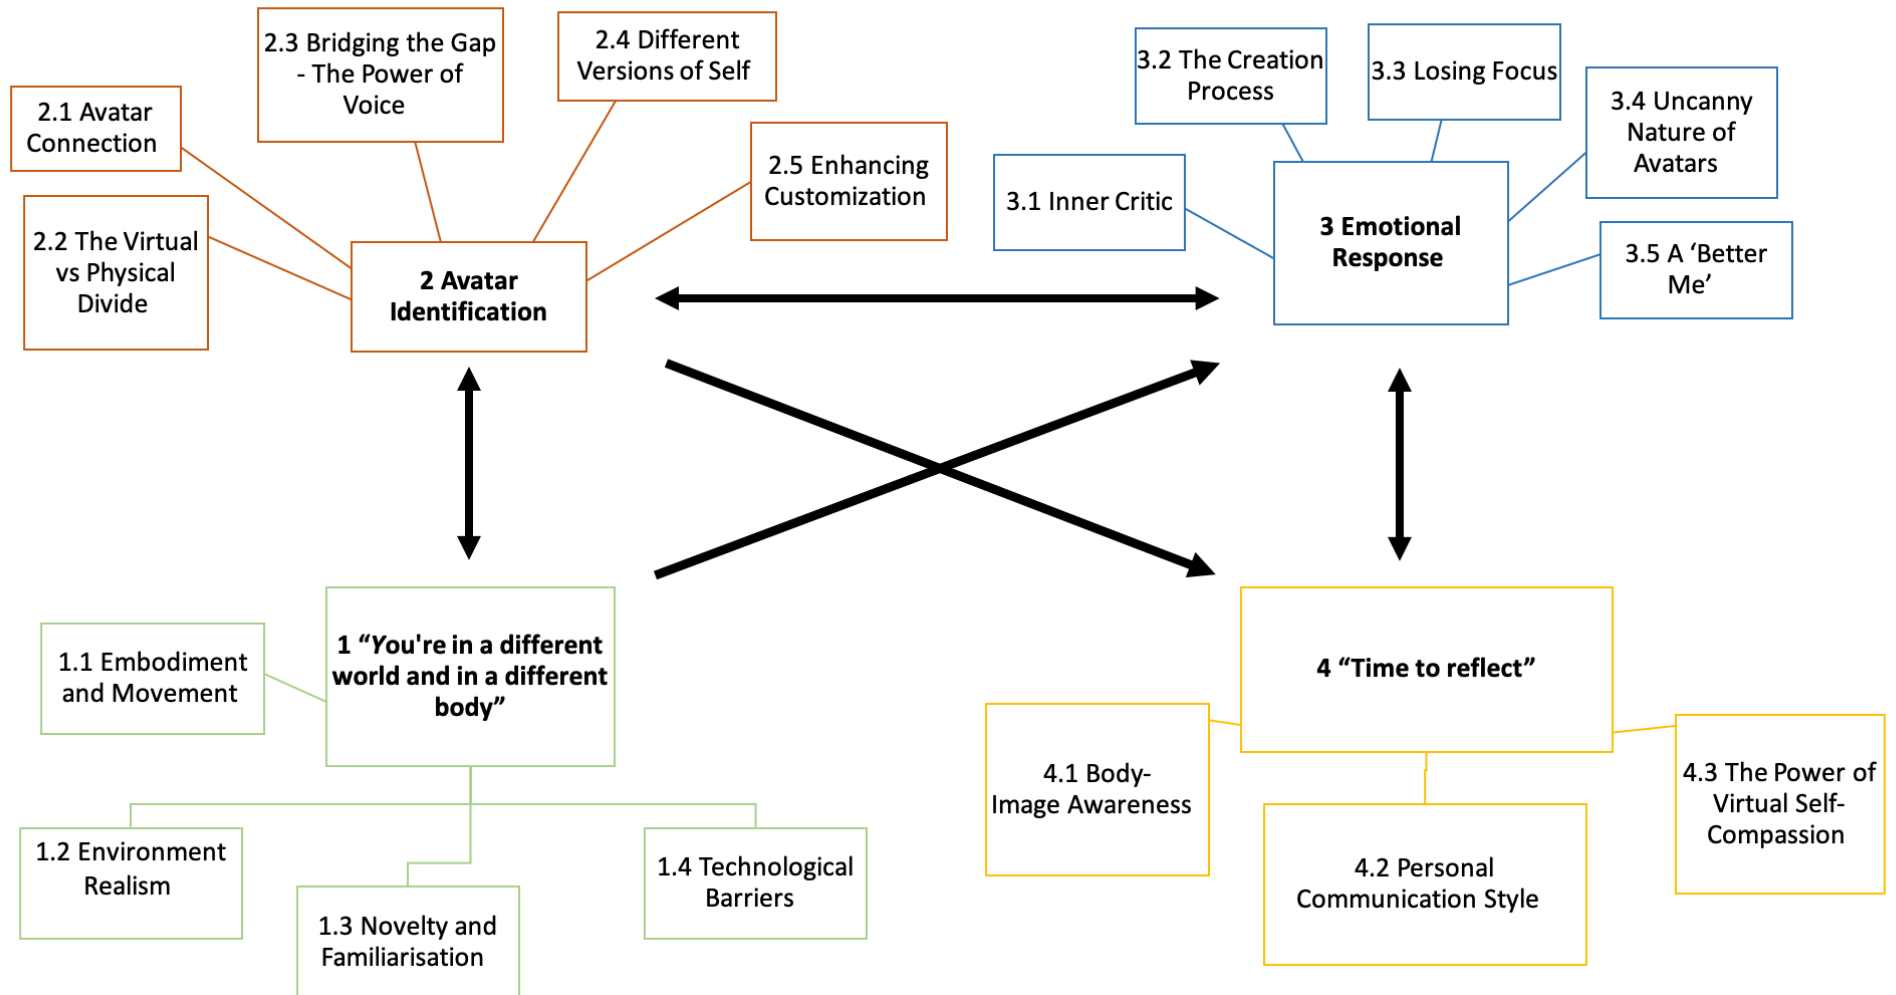 2.1 Avatar
Connection
2.2 The Virtual
vs Physical
Divide
2.3 Bridging the Gap
- The Power of
Voice
2.4 Different
Versions of Self
2.5 Enhancing
Customization
2 Avatar
Identification
3.1 Inner Critic
3.2 The Creation
Process
3.3 Losing Focus
3.4 Uncanny
Nature of
Avatars
3.5 A ‘Better
Me’
3 Emotional
Response
1 “You're in a different
world and in a different
body”
1.1 Embodiment
and Movement
1.2 Environment
Realism
1.3 Novelty and
Familiarisation
1.4 Technological
Barriers
4 “Time to reflect”
4.1 Body-
Image Awareness
4.2 Personal
Communication Style
4.3 The Power of
Virtual Self-
Compassion